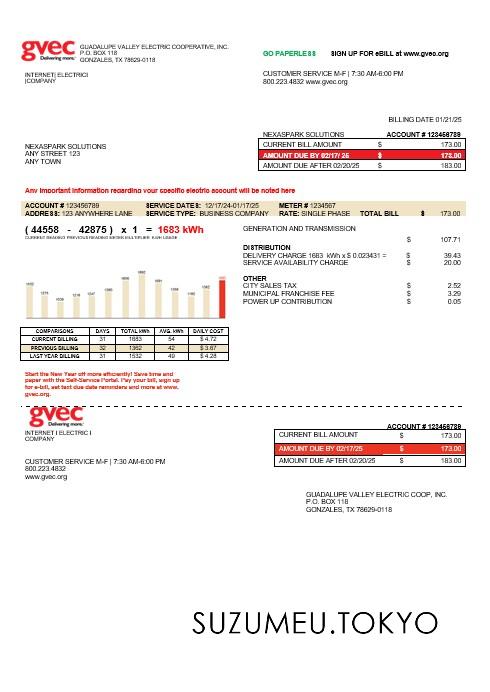 gvec
Delivering more.
GUADALUPE VALLEY ELECTRIC COOPERATIVE, INC.
P.O. BOX 118
GONZALES, TX 78629-0118
INTERNET| ELECTRICI
|COMPANY
GO PAPERLESS SIGN UP FOR eBILL at www.gvec.org
CUSTOMER SERVICE M-F | 7:30 AM-6:00 PM
800.223.4832 www.gvec.org
BILLING DATE 01/21/25
NEXASPARK SOLUTIONS
ANY STREET 123
ANY TOWN
NEXASPARK SOLUTIONS ACCOUNT # 123456789
CURRENT BILL AMOUNT $ 173.00
AMOUNT DUE BY 02/17/ 25 $ 173.00
AMOUNT DUE AFTER 02/20/25 $ 183.00
Any important information regarding your specific electric account will be noted here
ACCOUNT # 123456789 SERVICE DATES: 12/17/24-01/17/25 METER # 1234567
ADDRESS: 123 ANYWHERE LANE SERVICE TYPE: BUSINESS COMPANY RATE: SINGLE PHASE TOTAL BILL $ 173.00
( 44558 - 42875 ) x 1 = 1683 kWh
CURRENT READING PREVIOUS READING METER MULTIPLIER KWH USAGE
GENERATION AND TRANSMISSION
$ 107.71
DISTRIBUTION
DELIVERY CHARGE 1683 kWh x $ 0.023431 = $ 39.43
SERVICE AVAILABILITY CHARGE $ 20.00
OTHER
CITY SALES TAX $ 2.52
MUNICIPAL FRANCHISE FEE $ 3.29
POWER UP CONTRIBUTION $ 0.05
COMPARISONS DAYS TOTAL kWh AVG. kWh DAILY COST
CURRENT BILLING 31 1683 54 $ 4.72
PREVIOUS BILLING 32 1362 42 $ 3.67
LAST YEAR BILLING 31 1532 49 $ 4.28
Start the New Year off more efficiently! Save time and
paper with the Self-Service Portal. Pay your bill, sign up
for e-bill, set text due date reminders and more at www.
gvec.org.
gvec
Delivering more.
INTERNET I ELECTRIC I
COMPANY
CUSTOMER SERVICE M-F | 7:30 AM-6:00 PM
800.223.4832
www.gvec.org
ACCOUNT # 123456789
CURRENT BILL AMOUNT $ 173.00
AMOUNT DUE BY 02/17/25 $ 173.00
AMOUNT DUE AFTER 02/20/25 $ 183.00
GUADALUPE VALLEY ELECTRIC COOP, INC.
P.O. BOX 118
GONZALES, TX 78629-0118
SUZUMEU.TOKYO